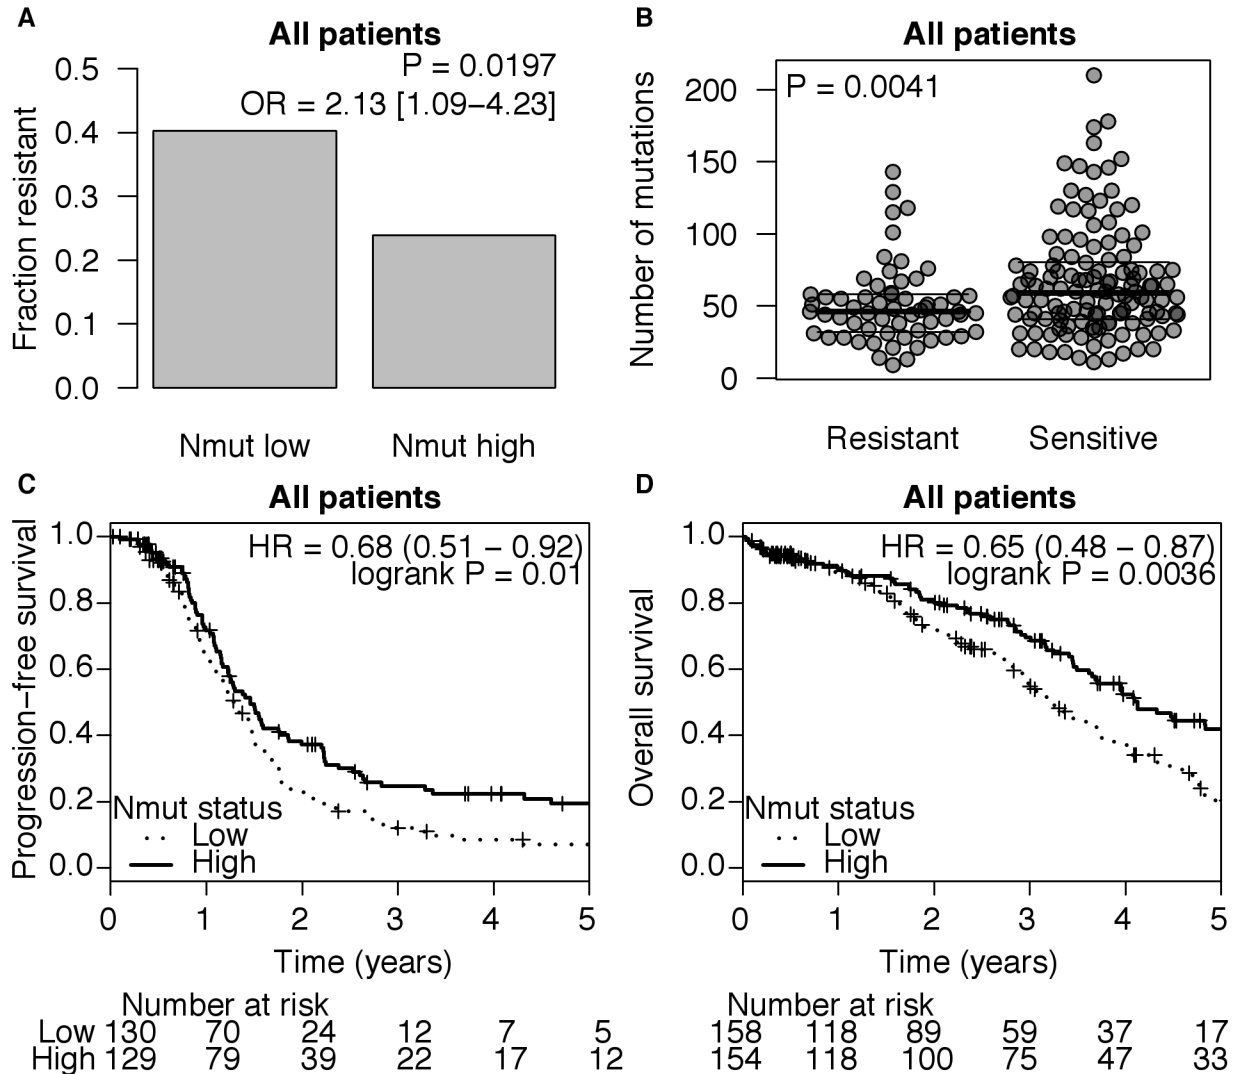 A
All patients
P = 0.0197
OR = 2.13 [1.09−4.23]
Fraction resistant
0.5
0.4
0.3
0.2
0.1
0.0
Nmut low Nmut high
B
All patients
P = 0.0041
Number of mutations
200
150
100
50
0
Resistant Sensitive
C
All patients
HR = 0.68 (0.51 − 0.92)
logrank P = 0.01
Progression−free survival
1.0
0.8
0.6
0.4
0.2
0.0
Nmut status
Low
High
0 1 2 3 4 5
Time (years)
Number at risk
Low 130 70 24 12 7 5
High 129 79 39 22 17 12
D
All patients
HR = 0.65 (0.48 − 0.87)
logrank P = 0.0036
Overall survival
1.0
0.8
0.6
0.4
0.2
0.0
Nmut status
Low
High
0 1 2 3 4 5
Time (years)
Number at risk
158 118 89 59 37 17
154 118 100 75 47 33